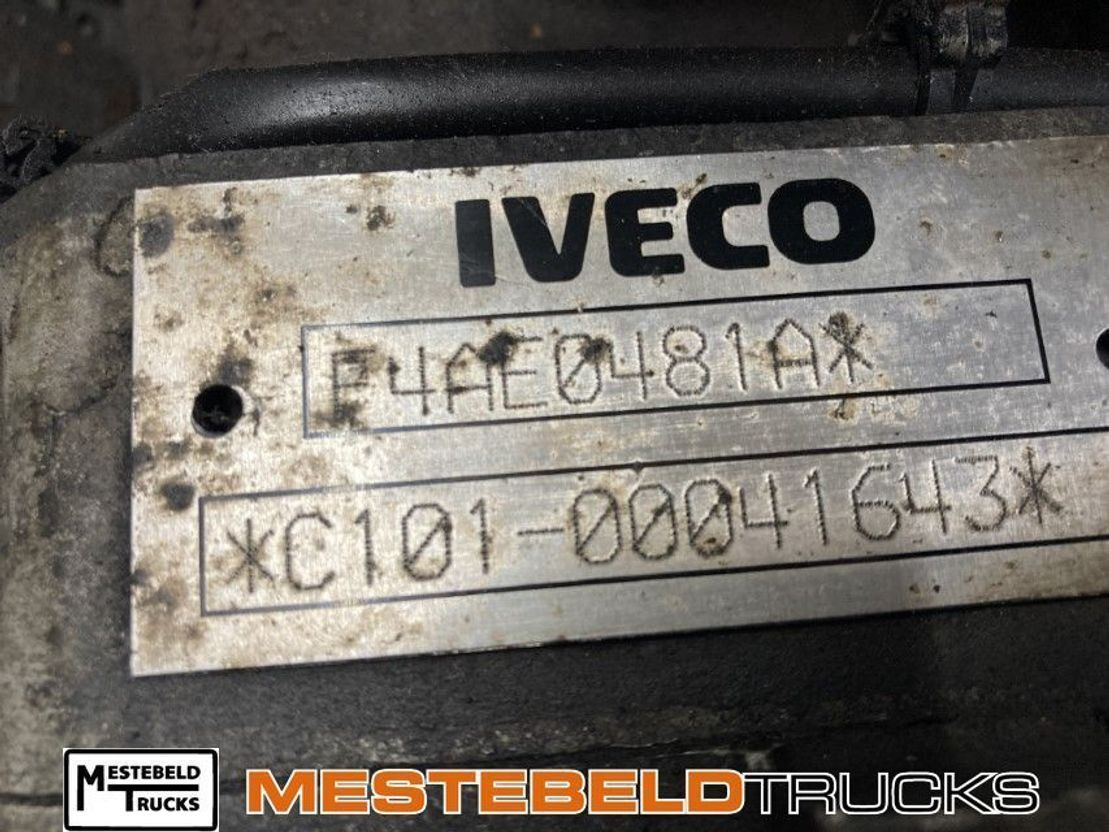 IVECO
F4AE0481A*
*C101-00041643*
MESTEBELD
TRUCKS
MESTEBELDTRUCKS